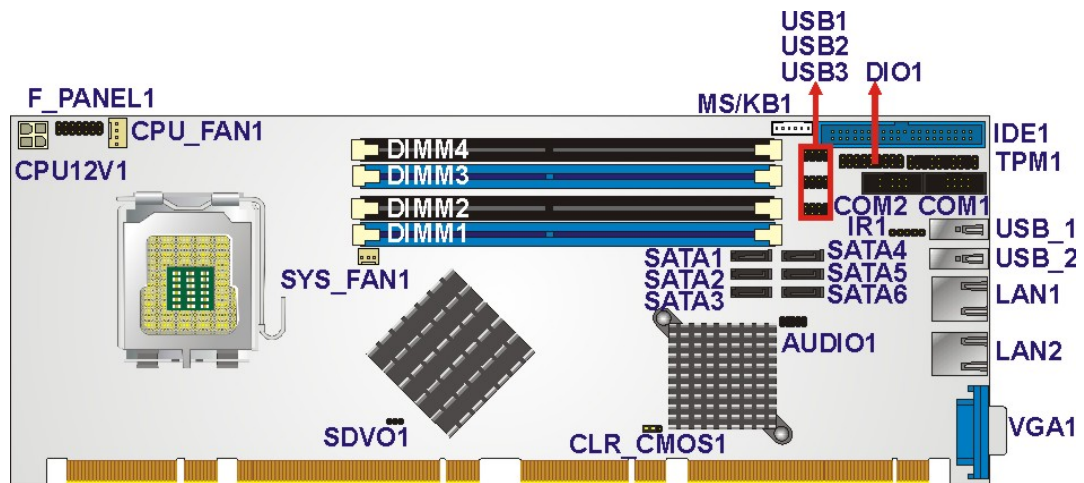 USB1
USB2
USB3 DIO1
F_PANEL1
MS/KB1
CPU_FAN1
IDE1
CPU12V1
DIMM4
TPM1
DIMM3
DIMM2
COM2 COM1
DIMM1
IR1
USB_1
SATA1
SATA4
USB_2
SYS_FAN1
SATA2
SATA5
SATA3
SATA6
LAN1
AUDIO1
LAN2
SDVO1
CLR_CMOS1
VGA1